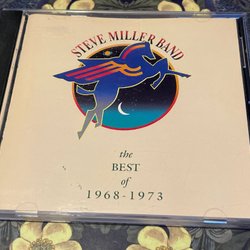 STEVE MILLER BAND
the
BEST
of
1968-1973